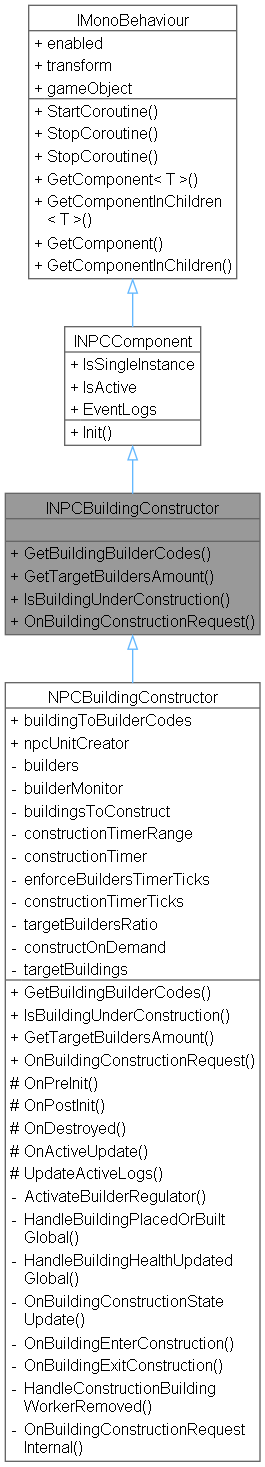 IMonoBehaviour
+ enabled
+ transform
+ gameObject
+ StartCoroutine()
+ StopCoroutine()
+ StopCoroutine()
+ GetComponent< T >()
+ GetComponentInChildren
< T >()
+ GetComponent()
+ GetComponentInChildren()
INPCComponent
+ IsSingleInstance
+ IsActive
+ EventLogs
+ Init()
INPCBuildingConstructor
+ GetBuildingBuilderCodes()
+ GetTargetBuildersAmount()
+ IsBuildingUnderConstruction()
+ OnBuildingConstructionRequest()
NPCBuildingConstructor
+ buildingToBuilderCodes
+ npcUnitCreator
- builders
- builderMonitor
- buildingsToConstruct
- constructionTimerRange
- constructionTimer
- enforceBuildersTimerTicks
- constructionTimerTicks
- targetBuildersRatio
- constructOnDemand
- targetBuildings
+ GetBuildingBuilderCodes()
+ IsBuildingUnderConstruction()
+ GetTargetBuildersAmount()
+ OnBuildingConstructionRequest()
# OnPreInit()
# OnPostInit()
# OnDestroyed()
# OnActiveUpdate()
# UpdateActiveLogs()
- ActivateBuilderRegulator()
- HandleBuildingPlacedOrBuilt
Global()
- HandleBuildingHealthUpdated
Global()
- OnBuildingConstructionState
Update()
- OnBuildingEnterConstruction()
- OnBuildingExitConstruction()
- HandleConstructionBuilding
WorkerRemoved()
- OnBuildingConstructionRequest
Internal()